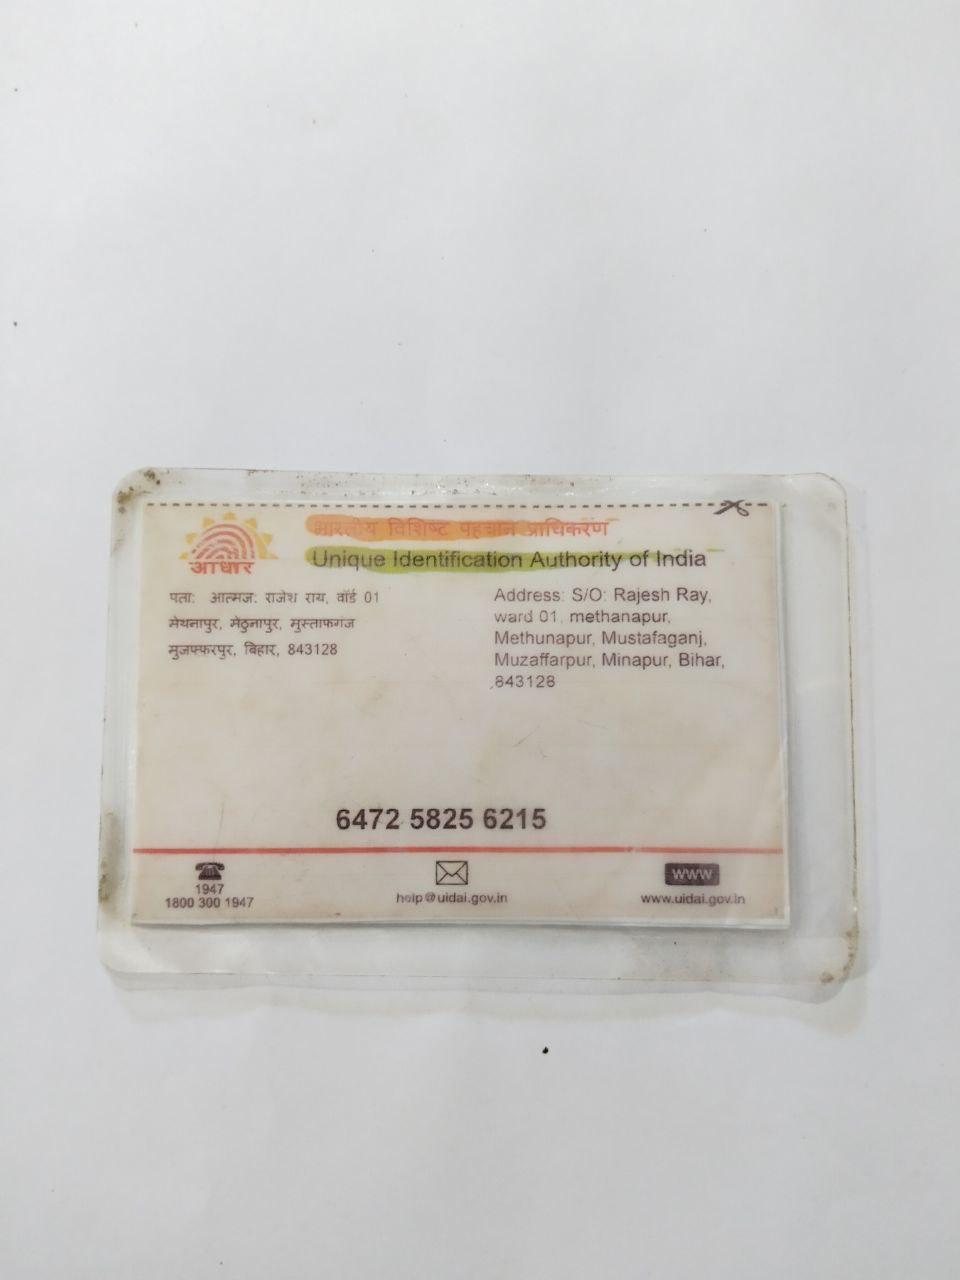 भारतीय विशिष्ट पहचान प्राधिकरण
आधार
Unique Identification Authority of India
पता: आत्मज: राजेश राय, वॉर्ड 01
मेथनापुर, मेठुनापुर, मुस्ताफगंज
मुजफ्फरपुर, बिहार, 843128
Address: S/O: Rajesh Ray,
ward 01, methanapur,
Methunapur, Mustafaganj,
Muzaffarpur, Minapur, Bihar,
,843128
6472 5825 6215
1947
1800 300 1947
help@uidai.gov.in
www
www.uidai.gov.in